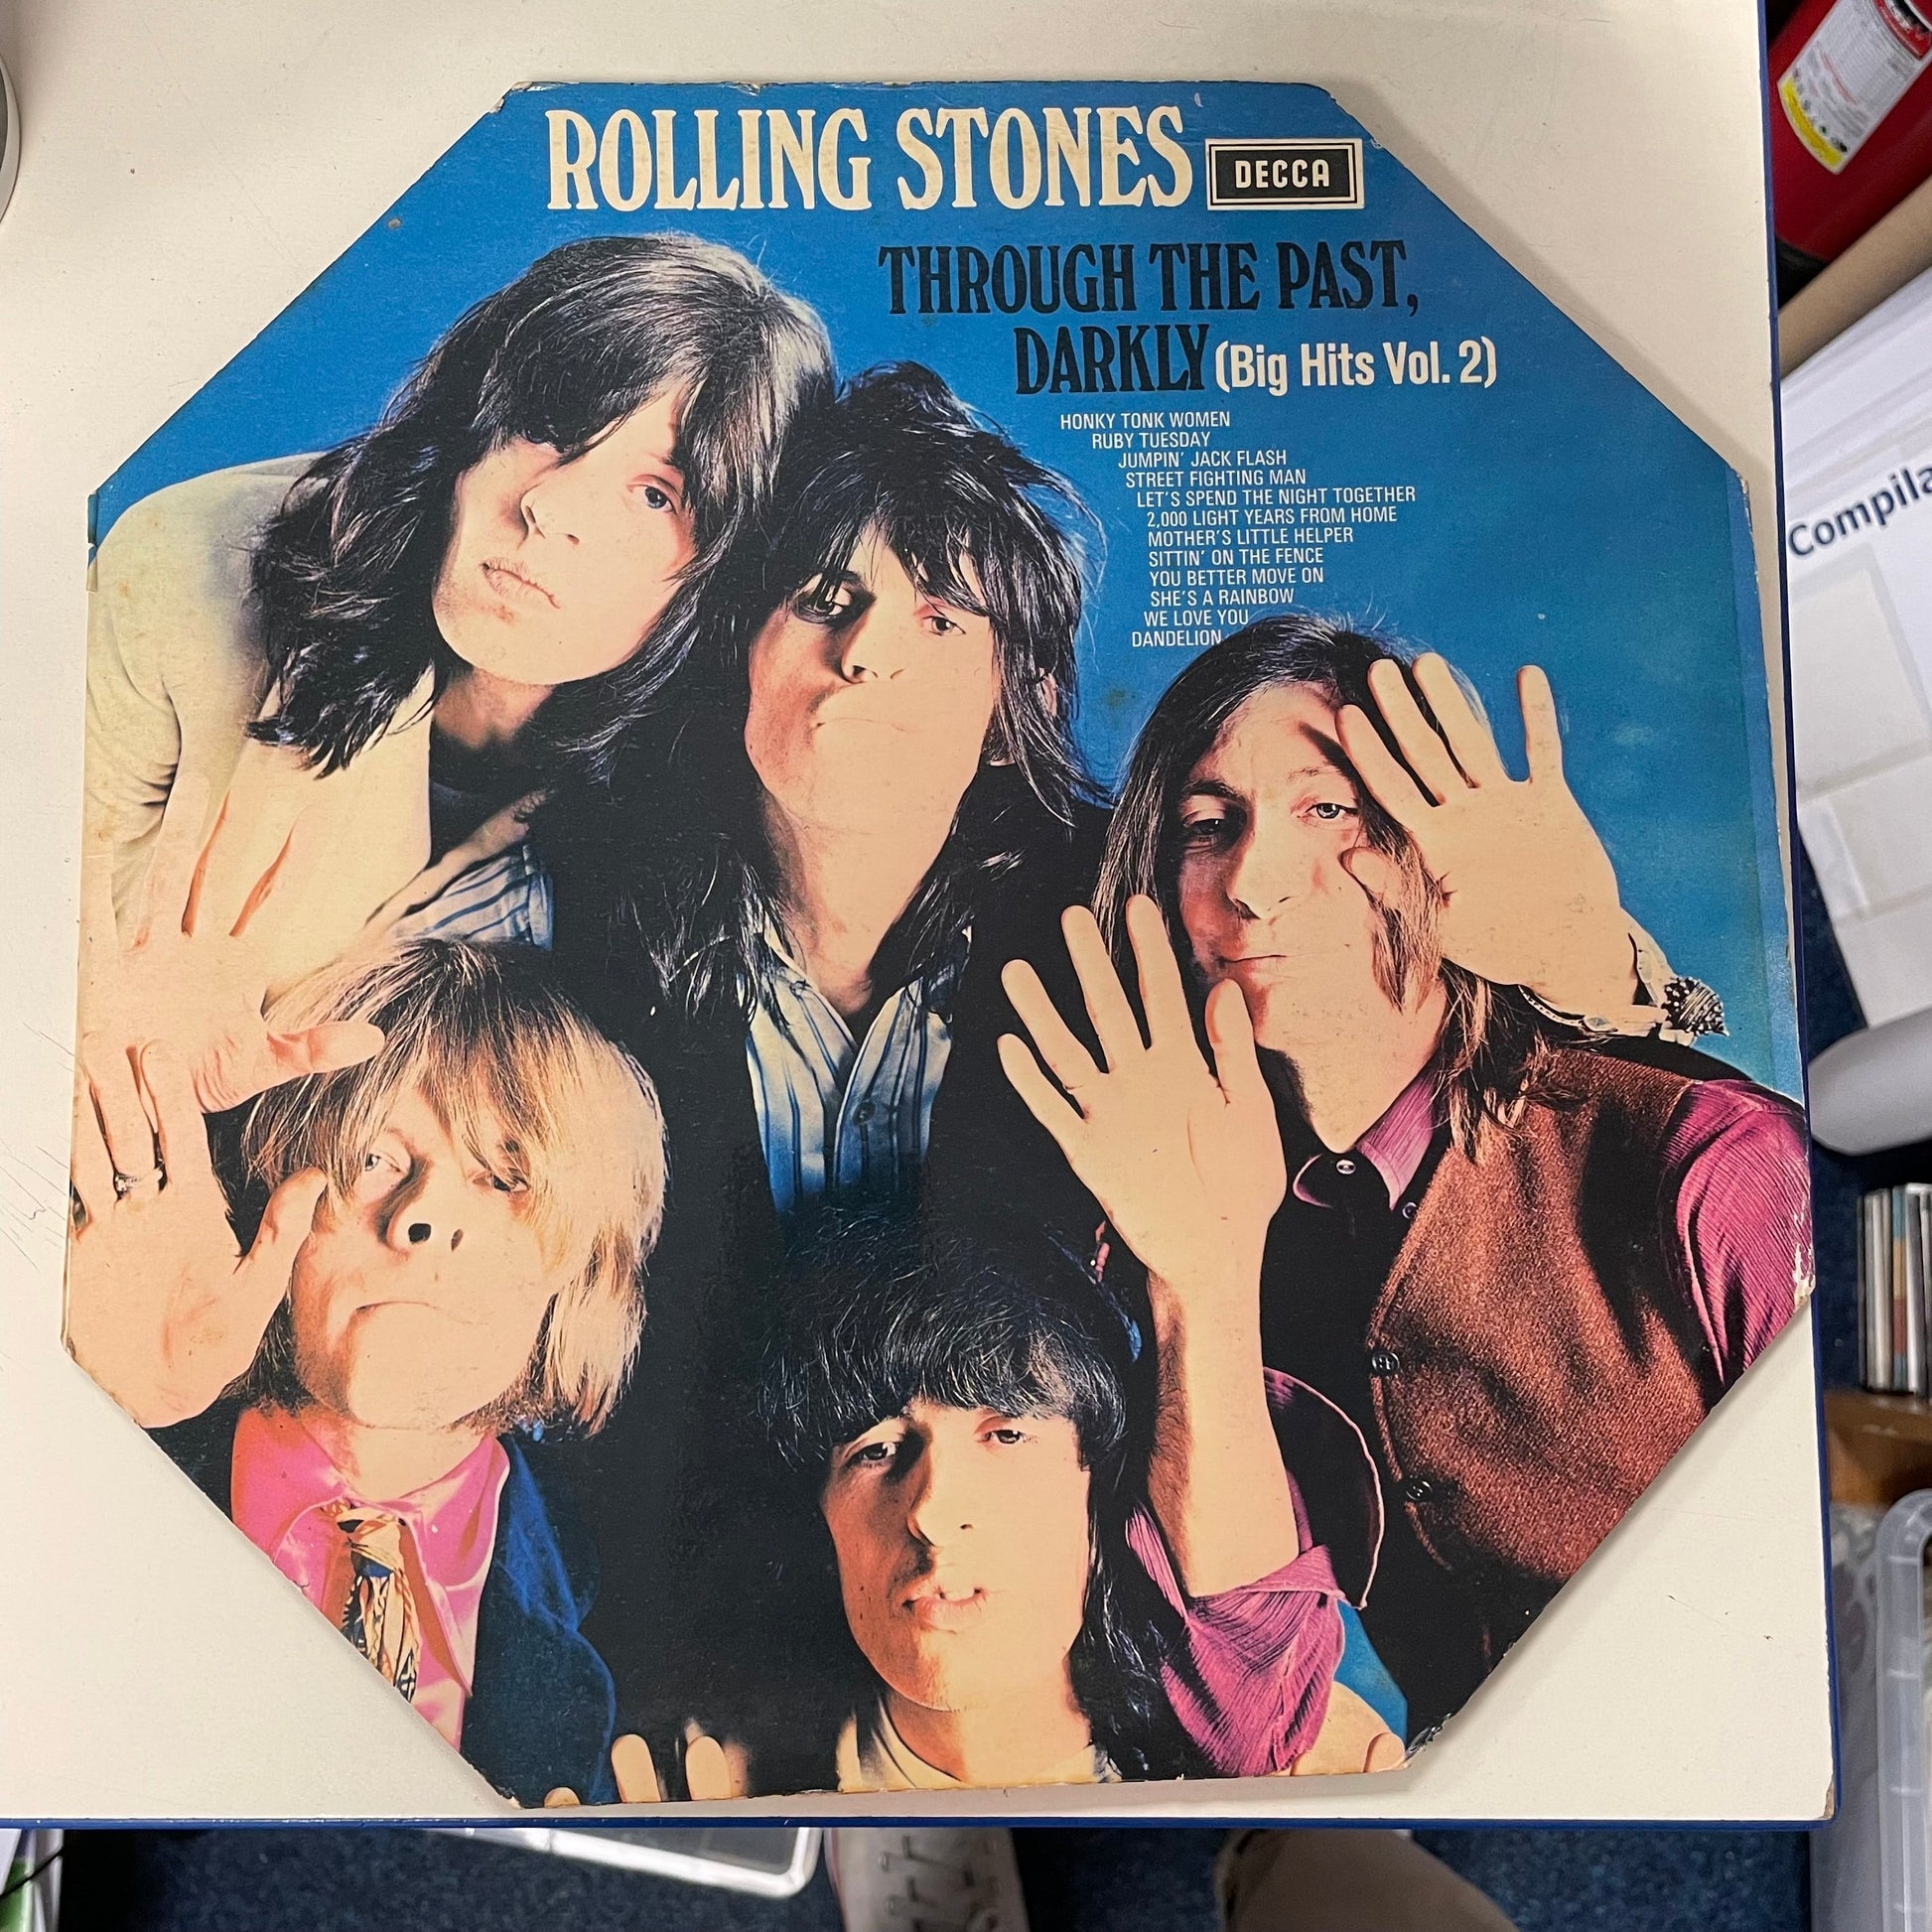 ROLLING STONES
DECCA
THROUGH THE PAST,
DARKLY (Big Hits Vol. 2)
HONKY TONK WOMEN
RUBY TUESDAY
JUMPIN' JACK FLASH
STREET FIGHTING MAN
LET'S SPEND THE NIGHT TOGETHER
2,000 LIGHT YEARS FROM HOME
MOTHER'S LITTLE HELPER
SITTIN' ON THE FENCE
YOU BETTER MOVE ON
SHE'S A RAINBOW
WE LOVE YOU
DANDELION
Compila